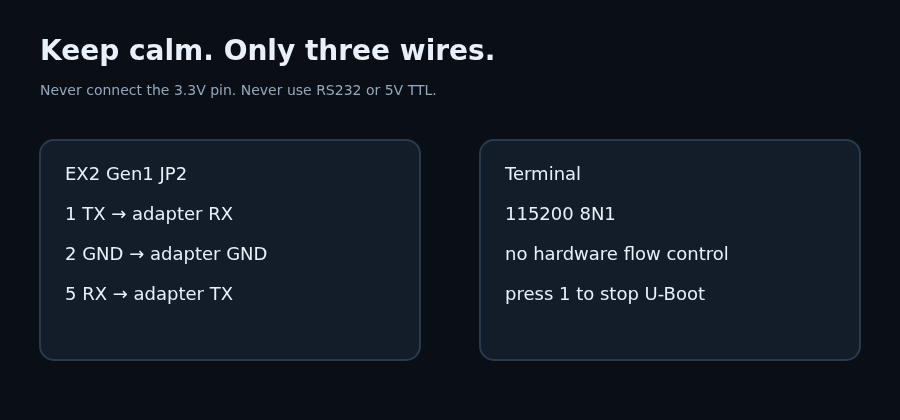 Keep calm. Only three wires.
Never connect the 3.3V pin. Never use RS232 or 5V TTL.
EX2 Gen1 JP2
1 TX → adapter RX
2 GND → adapter GND
5 RX → adapter TX
Terminal
115200 8N1
no hardware flow control
press 1 to stop U-Boot